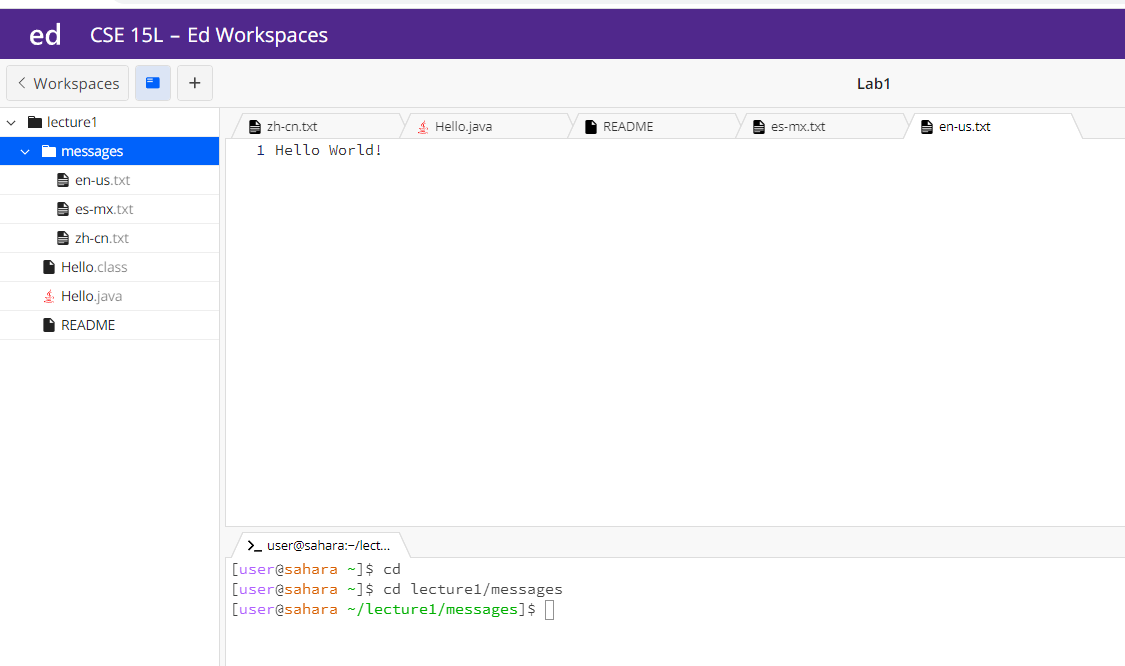 ed CSE 15L – Ed Workspaces
Workspaces + Lab1
lecture1
messages
en-us.txt
es-mx.txt
zh-cn.txt
Hello.class
Hello.java
README
zh-cn.txt Hello.java README es-mx.txt en-us.txt
1 Hello World!
user@sahara:~/lect...
[user@sahara ~]$ cd
[user@sahara ~]$ cd lecture1/messages
[user@sahara ~/lecture1/messages]$